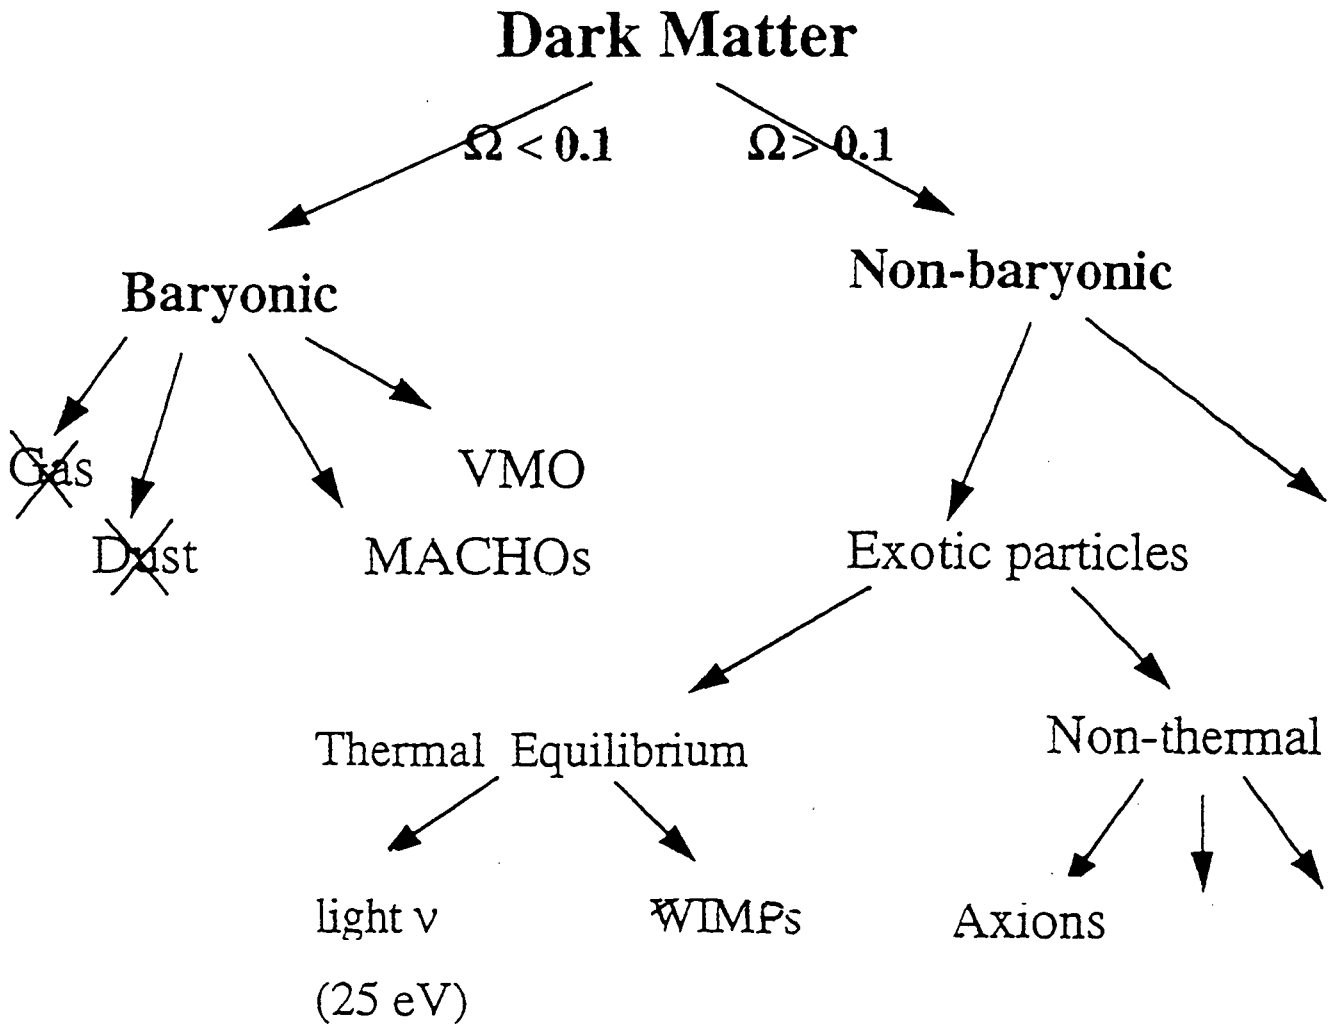 Dark Matter
Ω < 0.1
Ω > 0.1
Baryonic
Non-baryonic
Gas
Dust
MACHOs
VMO
Exotic particles
Thermal Equilibrium
Non-thermal
light ν
(25 eV)
WIMPs
Axions